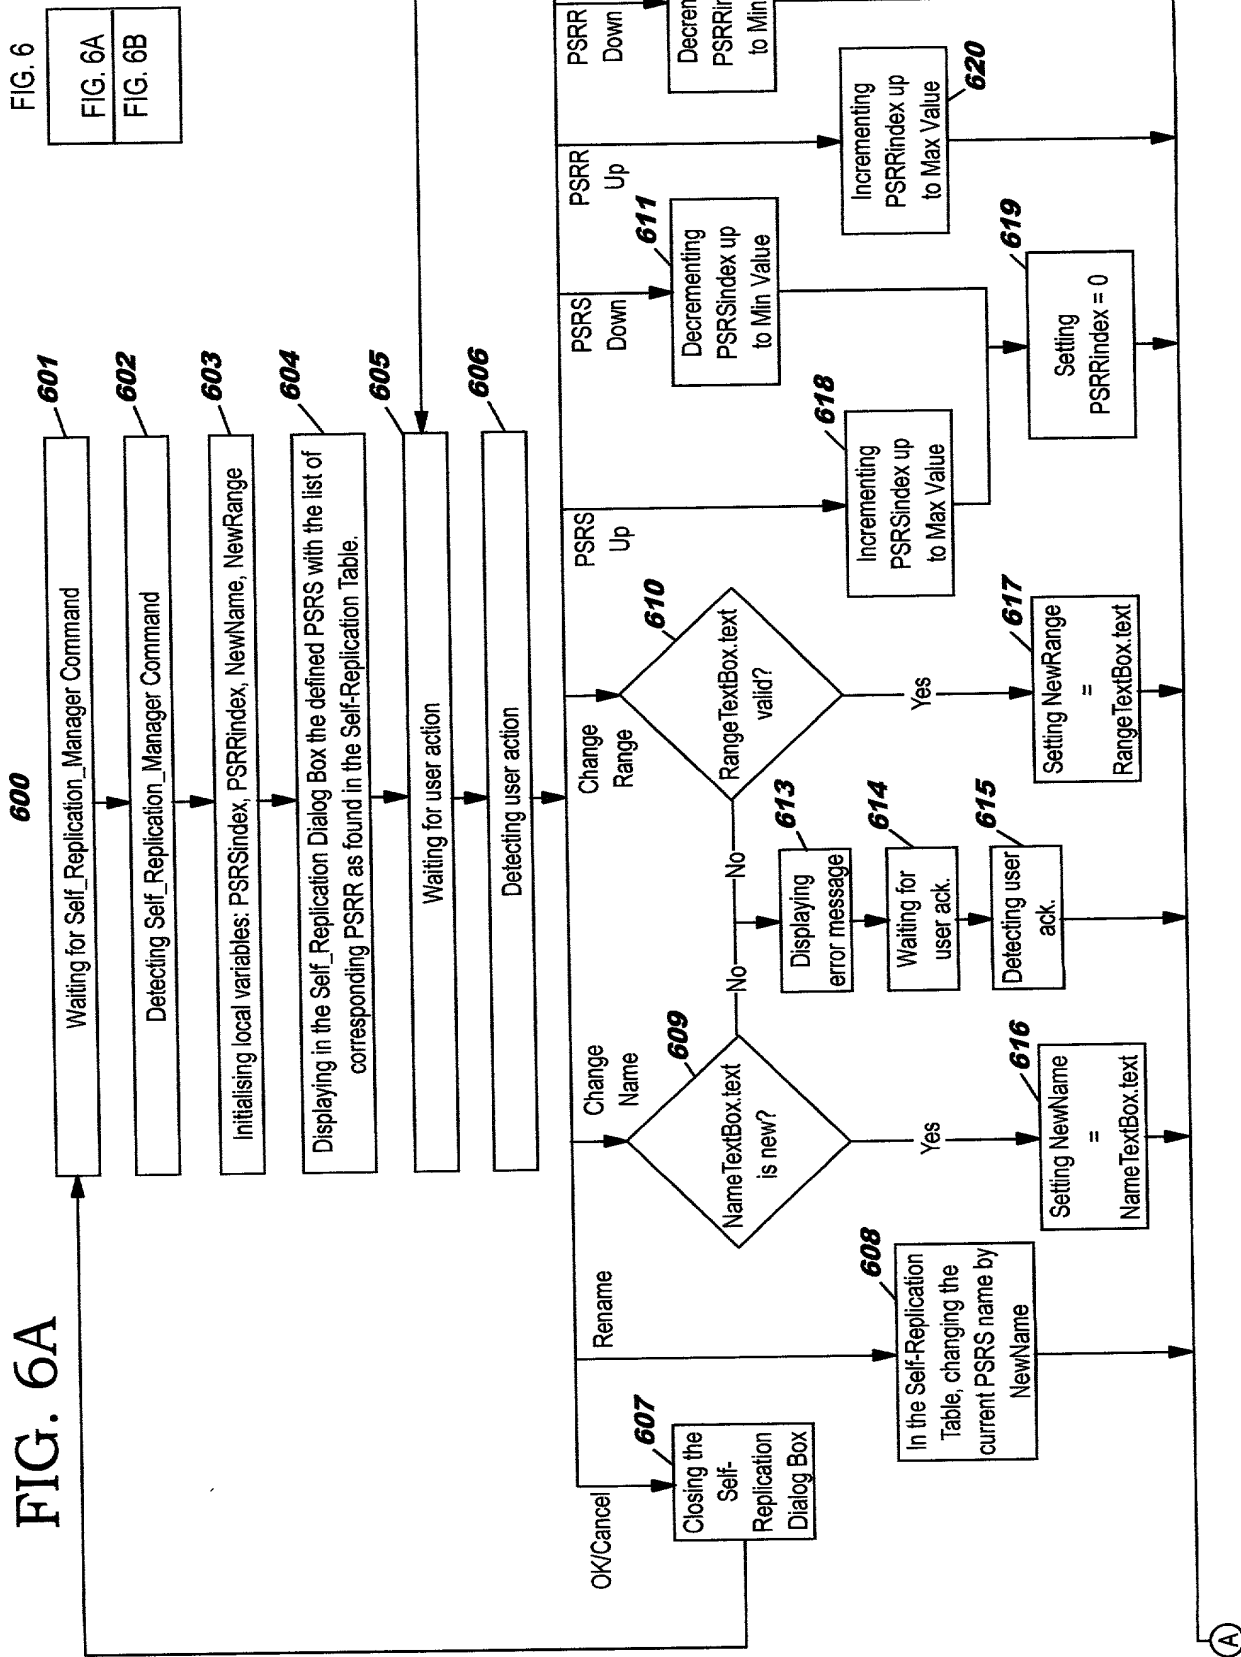 FIG. 6A
FIG. 6
FIG. 6A
FIG. 6B
600
601
Waiting for Self_Replication_Manager Command
602
Detecting Self_Replication_Manager Command
603
Initialising local variables: PSRSindex, PSRRindex, NewName, NewRange
604
Displaying in the Self_Replication Dialog Box the defined PSRS with the list of
corresponding PSRR as found in the Self-Replication Table.
605
Waiting for user action
606
Detecting user action
OK/Cancel
607
Closing the
Self-
Replication
Dialog Box
Rename
608
In the Self-Replication
Table, changing the
current PSRS name by
NewName
Change
Name
609
NameTextBox.text
is new?
No
Yes
616
Setting NewName
=
NameTextBox.text
613
Displaying
error message
614
Waiting for
user ack.
615
Detecting user
ack.
Change
Range
610
RangeTextBox.text
valid?
No
Yes
617
Setting NewRange
=
RangeTextBox.text
PSRS
Up
618
Incrementing
PSRSindex up
to Max Value
PSRS
Down
611
Decrementing
PSRSindex up
to Min Value
619
Setting
PSRRindex = 0
PSRR
Up
620
Incrementing
PSRRindex up
to Max Value
PSRR
Down
to Min
A